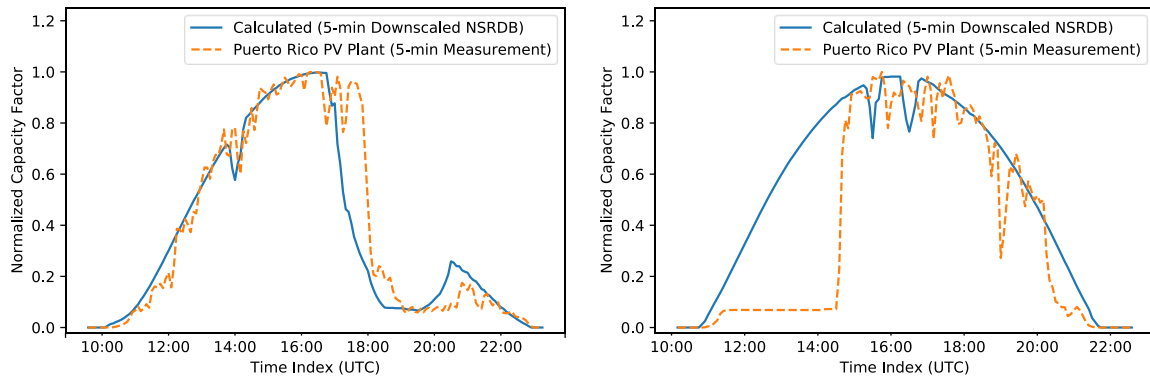 1.2
1.0
0.8
0.6
0.4
0.2
0.0
Normalized Capacity Factor
Calculated (5-min Downscaled NSRDB)
Puerto Rico PV Plant (5-min Measurement)
10:00 12:00 14:00 16:00 18:00 20:00 22:00
Time Index (UTC)
1.2
1.0
0.8
0.6
0.4
0.2
0.0
Normalized Capacity Factor
Calculated (5-min Downscaled NSRDB)
Puerto Rico PV Plant (5-min Measurement)
10:00 12:00 14:00 16:00 18:00 20:00 22:00
Time Index (UTC)